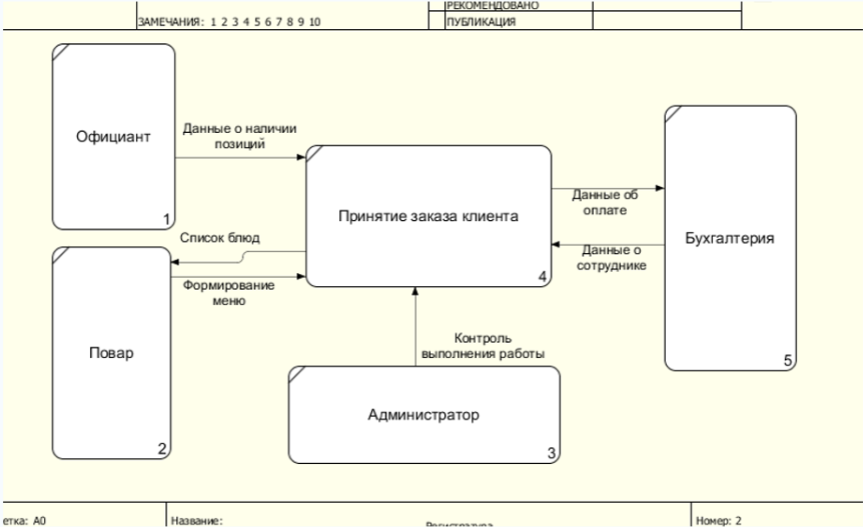 РЕКОМЕНДОВАНО
ЗАМЕЧАНИЯ: 1 2 3 4 5 6 7 8 9 10
ПУБЛИКАЦИЯ
Официант
1
Данные о наличии
позиций
Принятие заказа клиента
4
Данные об
оплате
Данные о
сотруднике
Бухгалтерия
5
Список блюд
Формирование
меню
Повар
2
Контроль
выполнения работы
Администратор
3
етка: A0
Название:
Регистратура
Номер: 2